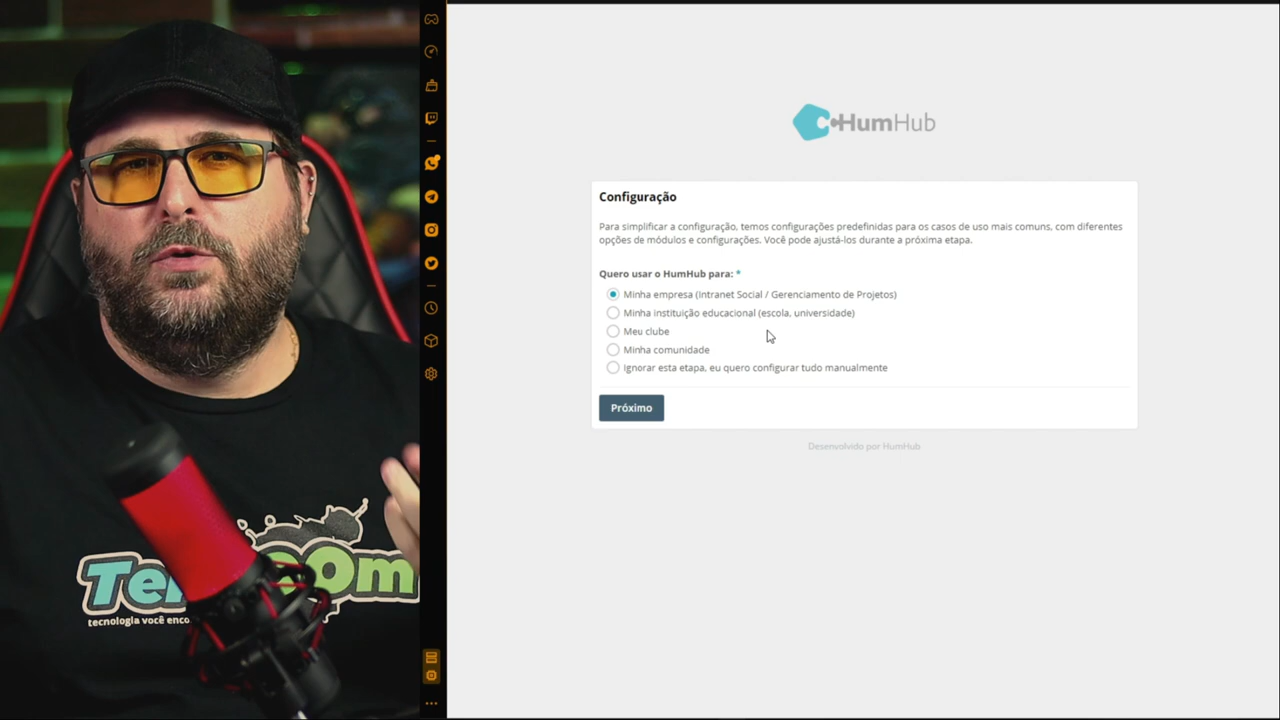 HumHub
Configuração
Para simplificar a configuração, temos configurações predefinidas para os casos de uso mais comuns, com diferentes
opções de módulos e configurações. Você pode ajustá-los durante a próxima etapa.
Quero usar o HumHub para: *
Minha empresa (Intranet Social / Gerenciamento de Projetos)
Minha instituição educacional (escola, universidade)
Meu clube
Minha comunidade
Ignorar esta etapa, eu quero configurar tudo manualmente
Próximo
Desenvolvido por HumHub
tecnologia você